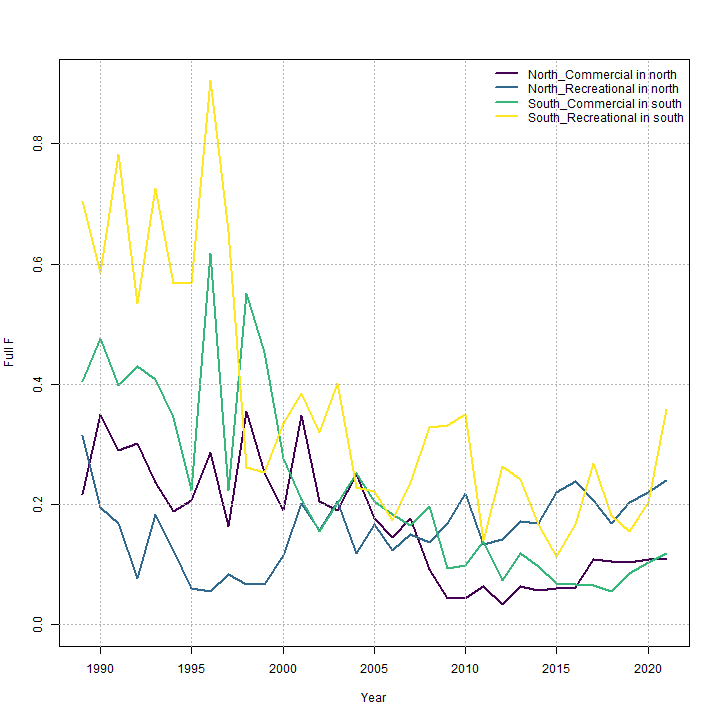 North_Commercial in north
North_Recreational in north
South_Commercial in south
South_Recreational in south
Full F
0.8
0.6
0.4
0.2
0.0
1990 1995 2000 2005 2010 2015 2020
Year